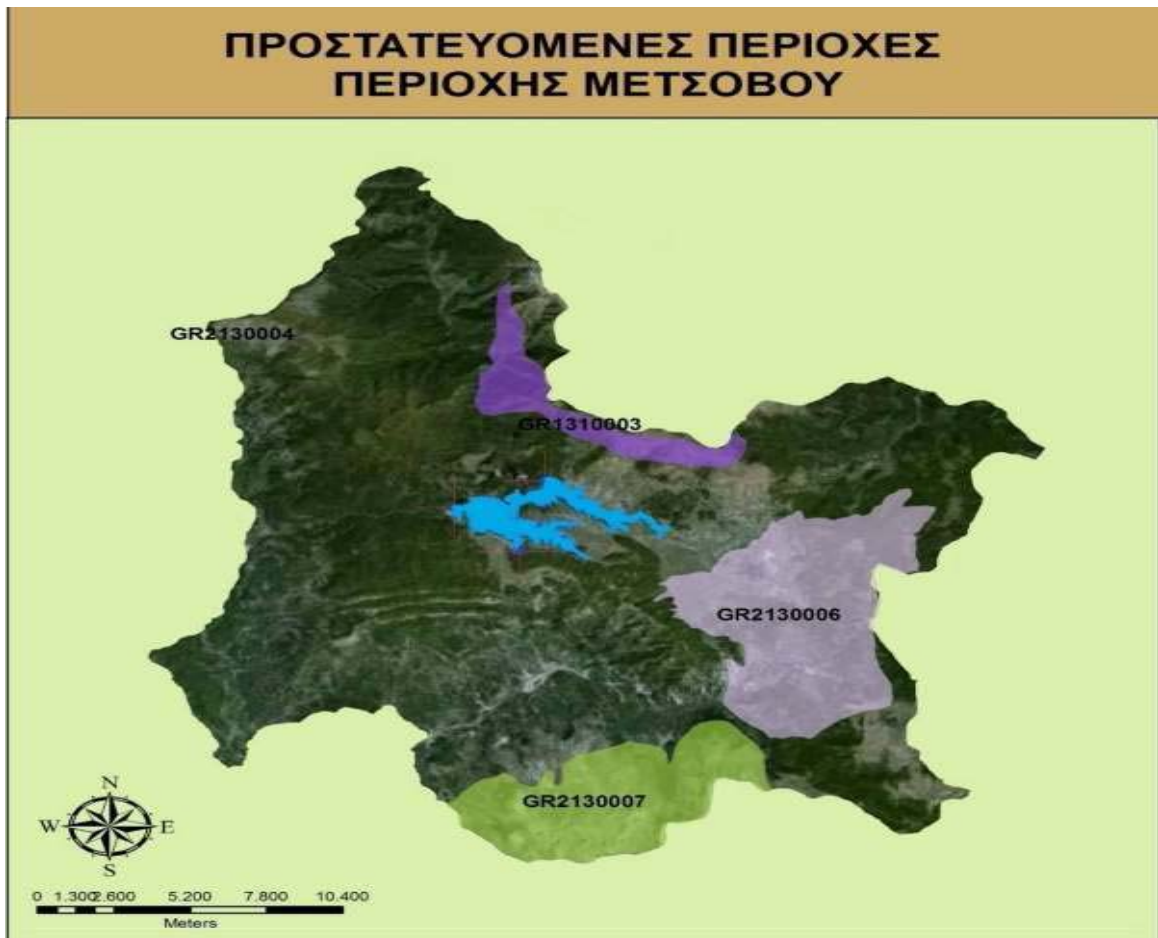 ΠΡΟΣΤΑΤΕΥΟΜΕΝΕΣ ΠΕΡΙΟΧΕΣ
ΠΕΡΙΟΧΗΣ ΜΕΤΣΟΒΟΥ
GR2130004
GR1310003
GR2130006
GR2130007
N
W E
S
0 1.300 2.600 5.200 7.800 10.400
Meters